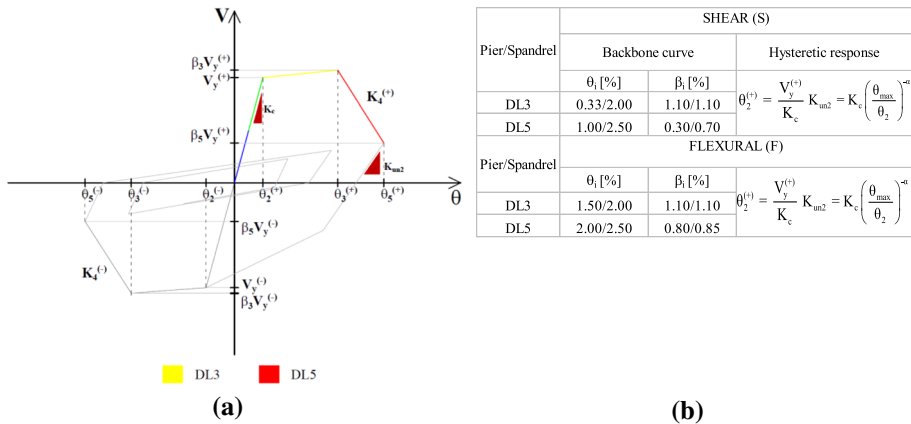 V
β₃Vy⁽⁺⁾
Vy⁽⁺⁾
β₅Vy⁽⁺⁾
Kc
K₄⁽⁺⁾
Kun2
θ₅⁽⁻⁾ θ₃⁽⁻⁾ θ₂⁽⁻⁾ θ₂⁽⁺⁾ θ₃⁽⁺⁾ θ₅⁽⁺⁾ θ
β₅Vy⁽⁻⁾
K₄⁽⁻⁾
Vy⁽⁻⁾
β₃Vy⁽⁻⁾
DL3 DL5
(a)
Pier/Spandrel
SHEAR (S)
Backbone curve Hysteretic response
θi [%] βi [%]
DL3 0.33/2.00 1.10/1.10
DL5 1.00/2.50 0.30/0.70
θ₂⁽⁺⁾ = Vy⁽⁺⁾/Kc Kun2 = Kc(θmax/θ₂)^-α
Pier/Spandrel
FLEXURAL (F)
θi [%] βi [%]
DL3 1.50/2.00 1.10/1.10
DL5 2.00/2.50 0.80/0.85
θ₂⁽⁺⁾ = Vy⁽⁺⁾/Kc Kun2 = Kc(θmax/θ₂)^-α
(b)